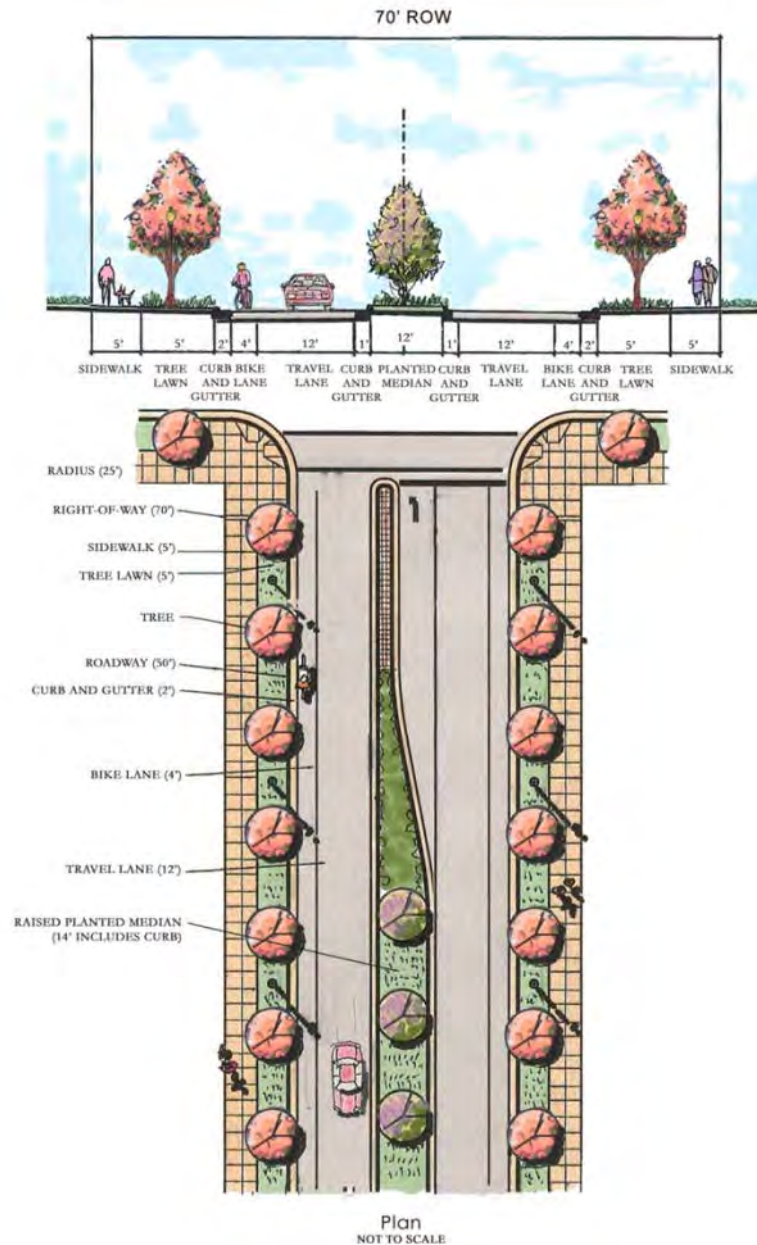 70' ROW
5' 5' 2' 4' 12' 1' 12' 1' 12' 4' 2' 5' 5'
SIDEWALK TREE CURB BIKE TRAVEL CURB PLANTED CURB TRAVEL BIKE CURB TREE SIDEWALK
LAWN AND LANE LANE AND MEDIAN AND LANE LANE AND LAWN
GUTTER GUTTER GUTTER GUTTER
RADIUS (25')
RIGHT-OF-WAY (70')
SIDEWALK (5')
TREE LAWN (5')
TREE
ROADWAY (50')
CURB AND GUTTER (2')
BIKE LANE (4')
TRAVEL LANE (12')
RAISED PLANTED MEDIAN
(14' INCLUDES CURB)
Plan
NOT TO SCALE